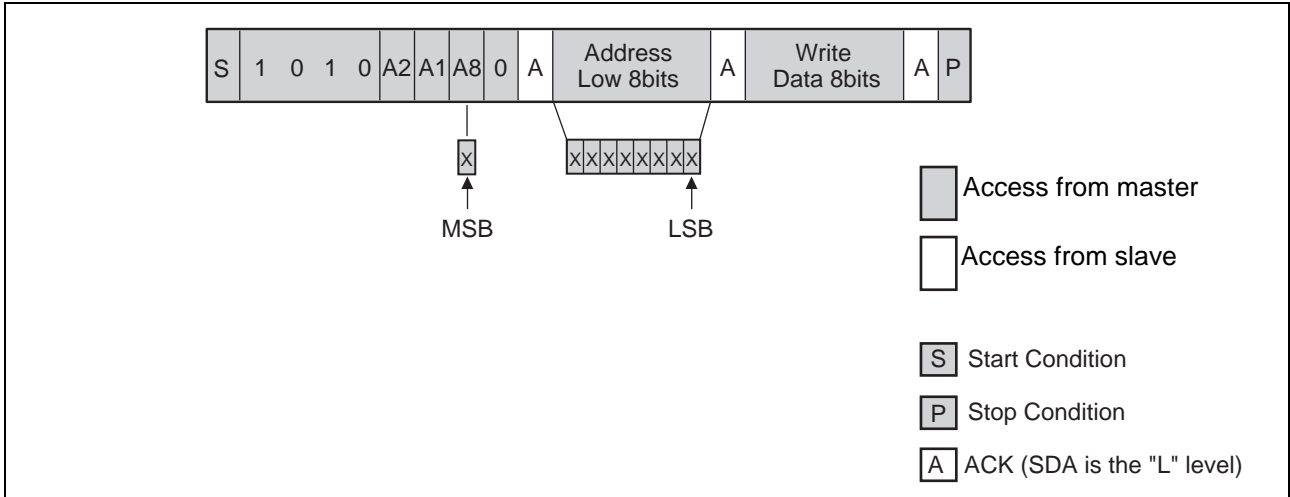 S 1 0 1 0 A2 A1 A8 0 A Address Low 8bits A Write Data 8bits A P
X XXXXXXXX
MSB LSB
Access from master
Access from slave
S Start Condition
P Stop Condition
A ACK (SDA is the "L" level)